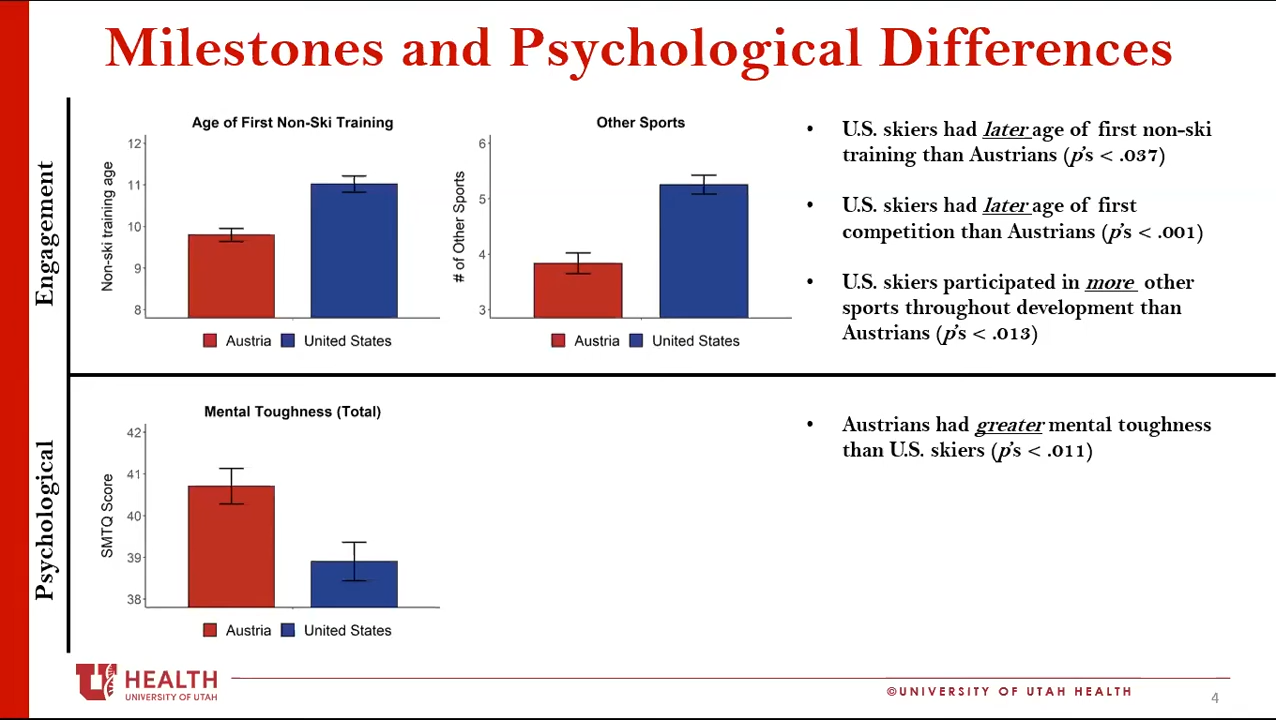 Milestones and Psychological Differences
Engagement
Age of First Non-Ski Training
12
11
10
9
8
Non-ski training age
Austria United States
Other Sports
6
5
4
3
# of Other Sports
Austria United States
• U.S. skiers had later age of first non-ski
training than Austrians (p's < .037)
• U.S. skiers had later age of first
competition than Austrians (p's < .001)
• U.S. skiers participated in more other
sports throughout development than
Austrians (p's < .013)
Psychological
Mental Toughness (Total)
42
41
40
39
38
SMTQ Score
Austria United States
• Austrians had greater mental toughness
than U.S. skiers (p's < .011)
U HEALTH
UNIVERSITY OF UTAH
©UNIVERSITY OF UTAH HEALTH
4